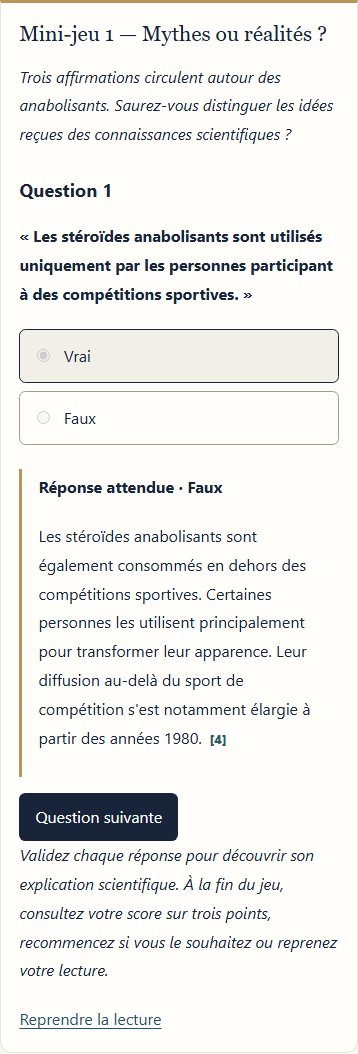 Mini-jeu 1 — Mythes ou réalités ?
Trois affirmations circulent autour des
anabolisants. Saurez-vous distinguer les idées
reçues des connaissances scientifiques ?
Question 1
« Les stéroïdes anabolisants sont utilisés
uniquement par les personnes participant
à des compétitions sportives. »
Vrai
Faux
Réponse attendue · Faux
Les stéroïdes anabolisants sont
également consommés en dehors des
compétitions sportives. Certaines
personnes les utilisent principalement
pour transformer leur apparence. Leur
diffusion au-delà du sport de
compétition s'est notamment élargie à
partir des années 1980. [4]
Question suivante
Validez chaque réponse pour découvrir son
explication scientifique. À la fin du jeu,
consultez votre score sur trois points,
recommencez si vous le souhaitez ou reprenez
votre lecture.
Reprendre la lecture